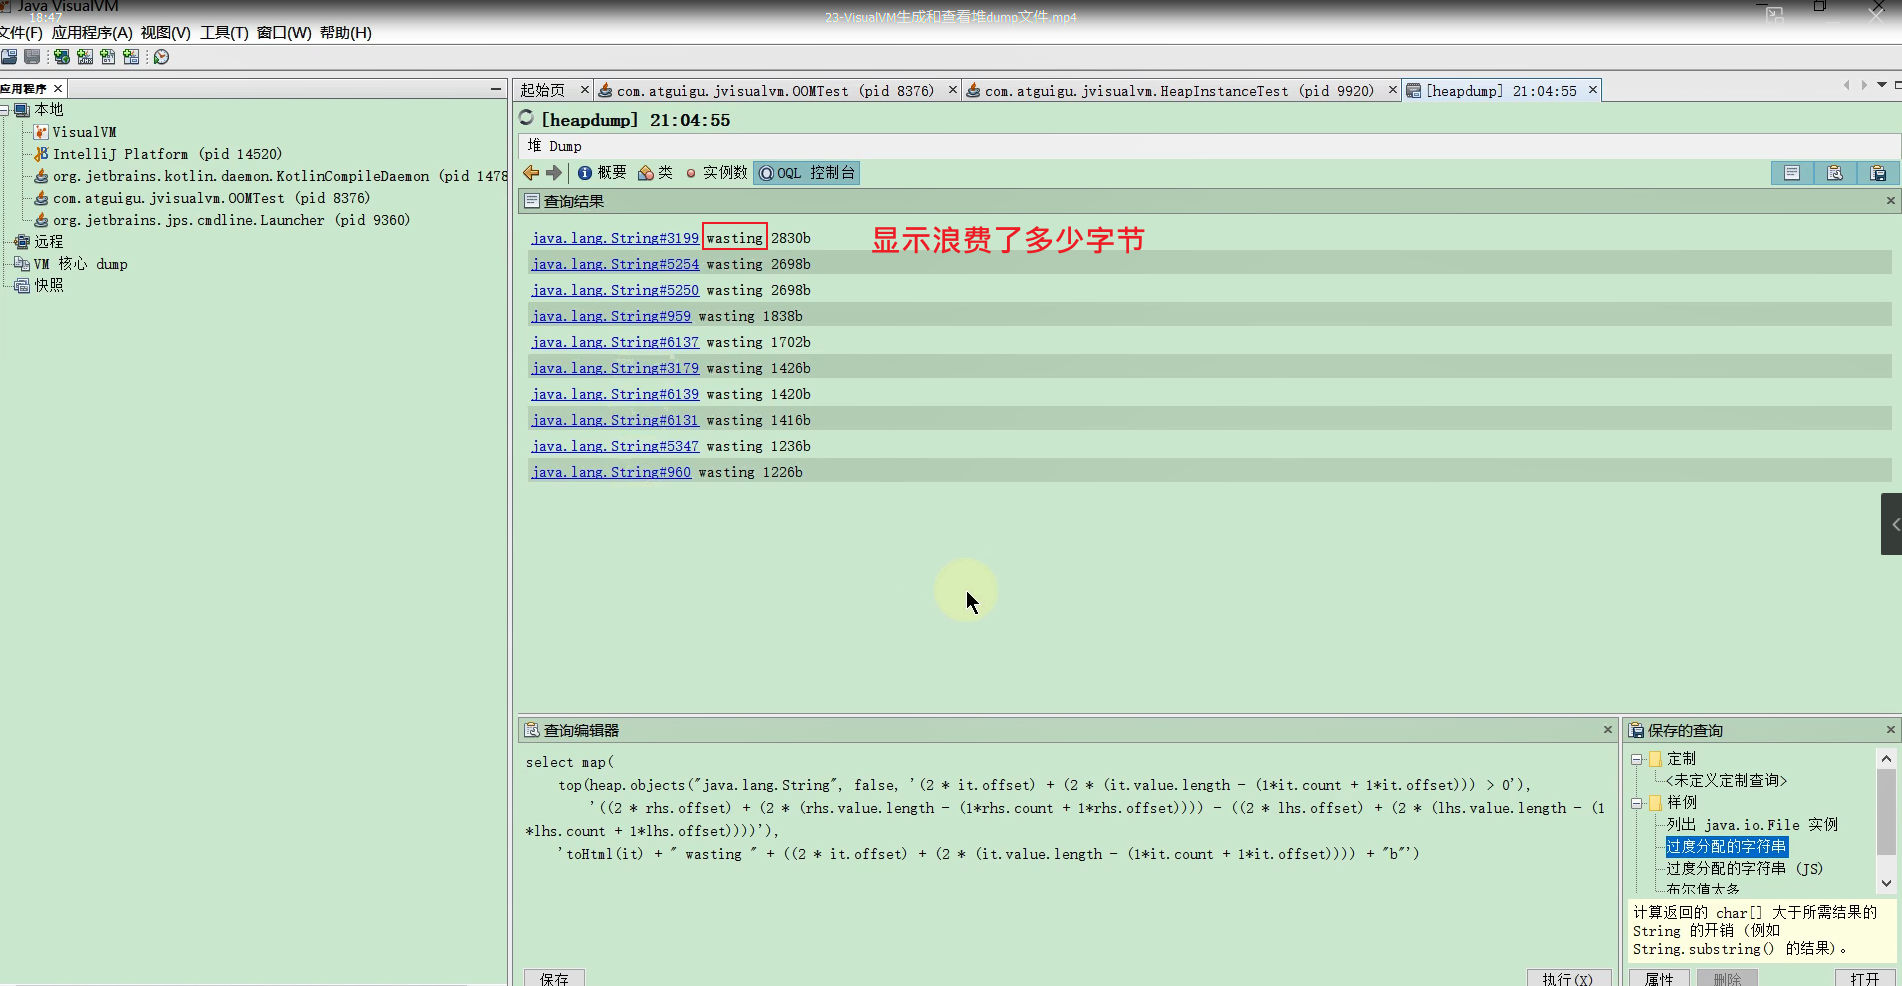 Java VisualVM
18:47
23-VisualVM生成和查看堆dump文件.mp4
文件(F) 应用程序(A) 视图(V) 工具(T) 窗口(W) 帮助(H)
应用程序
本地
VisualVM
IntelliJ Platform (pid 14520)
org.jetbrains.kotlin.daemon.KotlinCompileDaemon (pid 1478
com.atguigu.jvisualvm.OOMTest (pid 8376)
org.jetbrains.jps.cmdline.Launcher (pid 9360)
远程
VM 核心 dump
快照
起始页 com.atguigu.jvisualvm.OOMTest (pid 8376) com.atguigu.jvisualvm.HeapInstanceTest (pid 9920) [heapdump] 21:04:55
[heapdump] 21:04:55
堆 Dump
概要 类 实例数 OQL 控制台
查询结果
java.lang.String#3199 wasting 2830b
显示浪费了多少字节
java.lang.String#5254 wasting 2698b
java.lang.String#5250 wasting 2698b
java.lang.String#959 wasting 1838b
java.lang.String#6137 wasting 1702b
java.lang.String#3179 wasting 1426b
java.lang.String#6139 wasting 1420b
java.lang.String#6131 wasting 1416b
java.lang.String#5347 wasting 1236b
java.lang.String#960 wasting 1226b
查询编辑器
select map(
top(heap.objects("java.lang.String", false, '(2 * it.offset) + (2 * (it.value.length - (1*it.count + 1*it.offset))) > 0'),
'((2 * rhs.offset) + (2 * (rhs.value.length - (1*rhs.count + 1*rhs.offset)))) - ((2 * lhs.offset) + (2 * (lhs.value.length - (1
*lhs.count + 1*lhs.offset))))'),
'toHtml(it) + " wasting " + ((2 * it.offset) + (2 * (it.value.length - (1*it.count + 1*it.offset)))) + "b"')
保存
执行(X)
保存的查询
定制
<未定义定制查询>
样例
列出 java.io.File 实例
过度分配的字符串
过度分配的字符串 (JS)
布尔值太多
计算返回的 char[] 大于所需结果的
String 的开销 (例如
String.substring() 的结果)。
属性 删除 打开